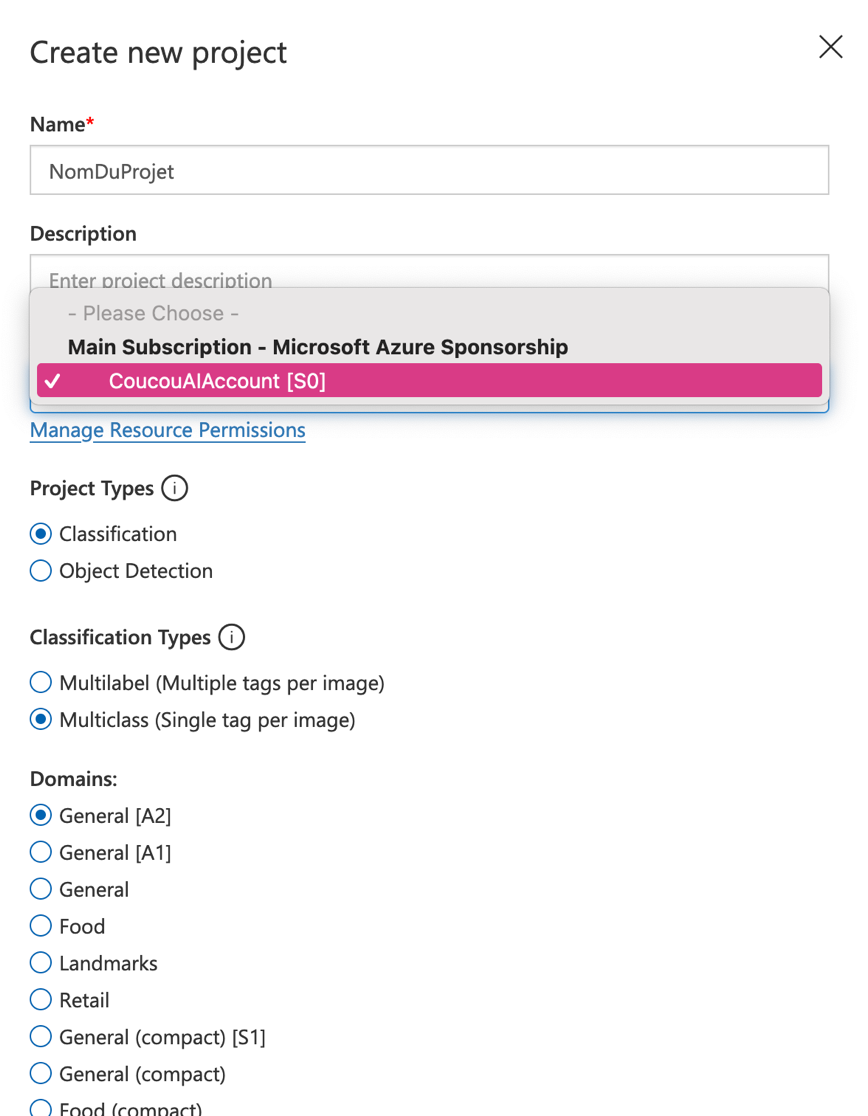 Create new project
Name*
NomDuProjet
Description
Enter project description
- Please Choose -
Main Subscription - Microsoft Azure Sponsorship
CoucouAIAccount [S0]
Manage Resource Permissions
Project Types
Classification
Object Detection
Classification Types
Multilabel (Multiple tags per image)
Multiclass (Single tag per image)
Domains:
General [A2]
General [A1]
General
Food
Landmarks
Retail
General (compact) [S1]
General (compact)
Food (compact)